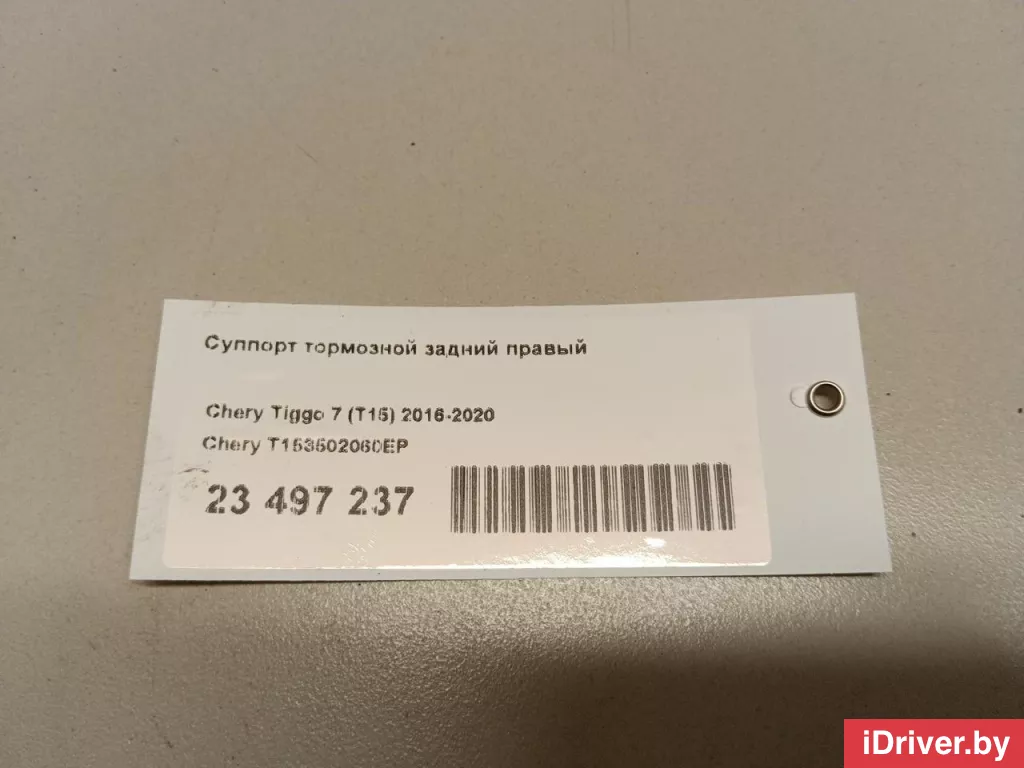 Суппорт тормозной задний правый
Chery Tiggo 7 (T15) 2016-2020
Chery T153502060EP
23 497 237
iDriver.by